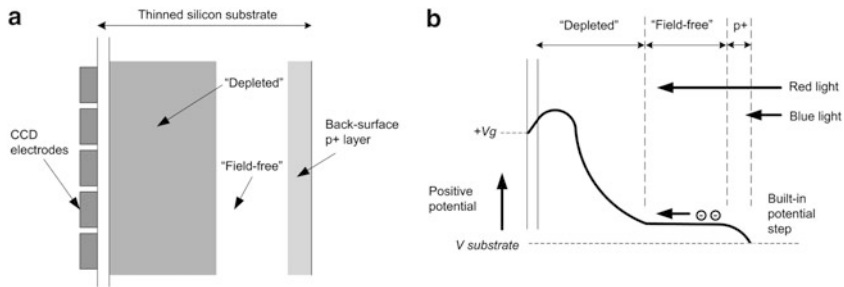 a
Thinned silicon substrate
“Depleted”
CCD
electrodes
“Field-free”
Back-surface
p+ layer
b
“Depleted”
“Field-free”
p+
Red light
Blue light
+Vg
Positive
potential
V substrate
Built-in
potential
step